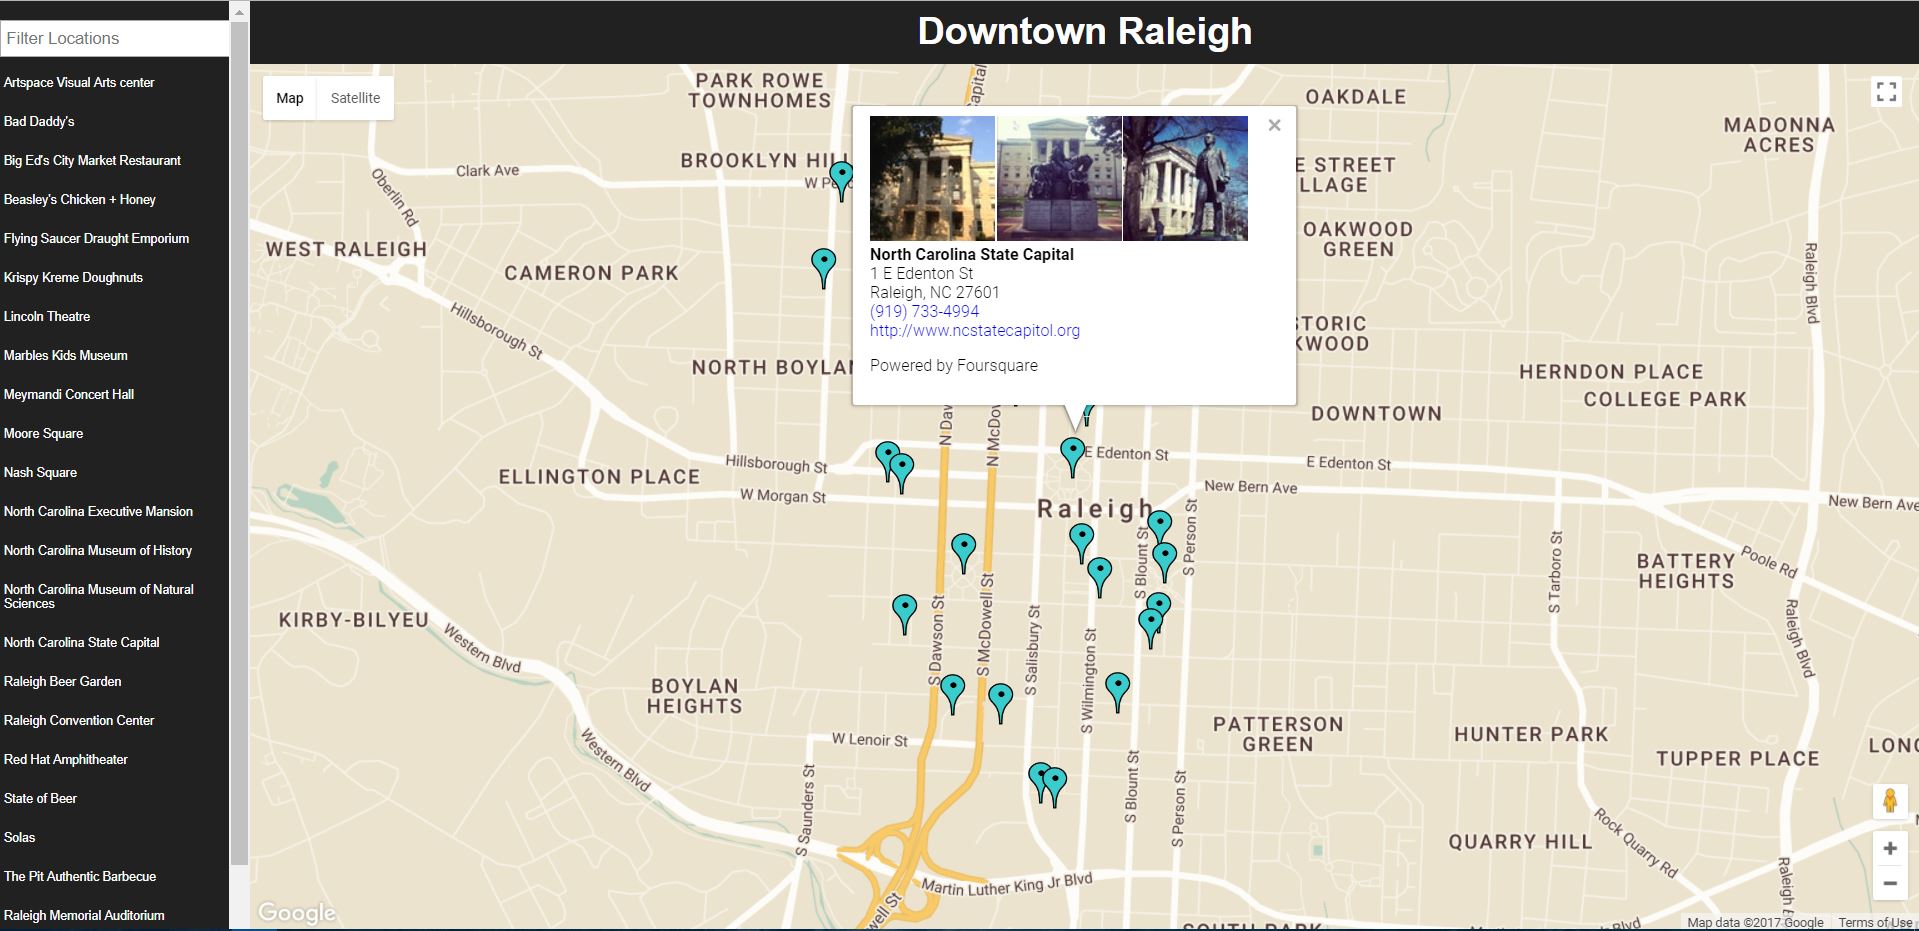 Downtown Raleigh
Filter Locations
Artspace Visual Arts center
Bad Daddy's
Big Ed's City Market Restaurant
Beasley's Chicken + Honey
Flying Saucer Draught Emporium
Krispy Kreme Doughnuts
Lincoln Theatre
Marbles Kids Museum
Meymandi Concert Hall
Moore Square
Nash Square
North Carolina Executive Mansion
North Carolina Museum of History
North Carolina Museum of Natural
Sciences
North Carolina State Capital
Raleigh Beer Garden
Raleigh Convention Center
Red Hat Amphitheater
State of Beer
Solas
The Pit Authentic Barbecue
Raleigh Memorial Auditorium
Map
Satellite
North Carolina State Capital
1 E Edenton St
Raleigh, NC 27601
(919) 733-4994
http://www.ncstatecapitol.org
Powered by Foursquare
PARK ROWE
TOWNHOMES
OAKDALE
MADONNA
ACRES
BROOKLYN HILL
Clark Ave
Oberlin Rd
E STREET
LLAGE
OAKWOOD
GREEN
WEST RALEIGH
CAMERON PARK
Raleigh Blvd
Hillsborough St
STORIC
KWOOD
NORTH BOYLAN
HERNDON PLACE
COLLEGE PARK
DOWNTOWN
N Daw
N McDow
Hillsborough St
E Edenton St
E Edenton St
ELLINGTON PLACE
W Morgan St
New Bern Ave
New Bern Ave
Raleigh
S Person St
S Blount St
S Tarboro St
BATTERY
HEIGHTS
Poole Rd
KIRBY-BILYEU
Western Blvd
S Dawson St
S McDowell St
S Salisbury St
S Wilmington St
Raleigh Blvd
BOYLAN
HEIGHTS
PATTERSON
GREEN
HUNTER PARK
TUPPER PLACE
LONG
W Lenoir St
Western Blvd
S Saunders St
S Blount St
S Person St
QUARRY HILL
Rock Quarry Rd
Raleigh B
Martin Luther King Jr Blvd
well St
SOUTH PARK
Google
Map data ©2017 Google
Terms of Use